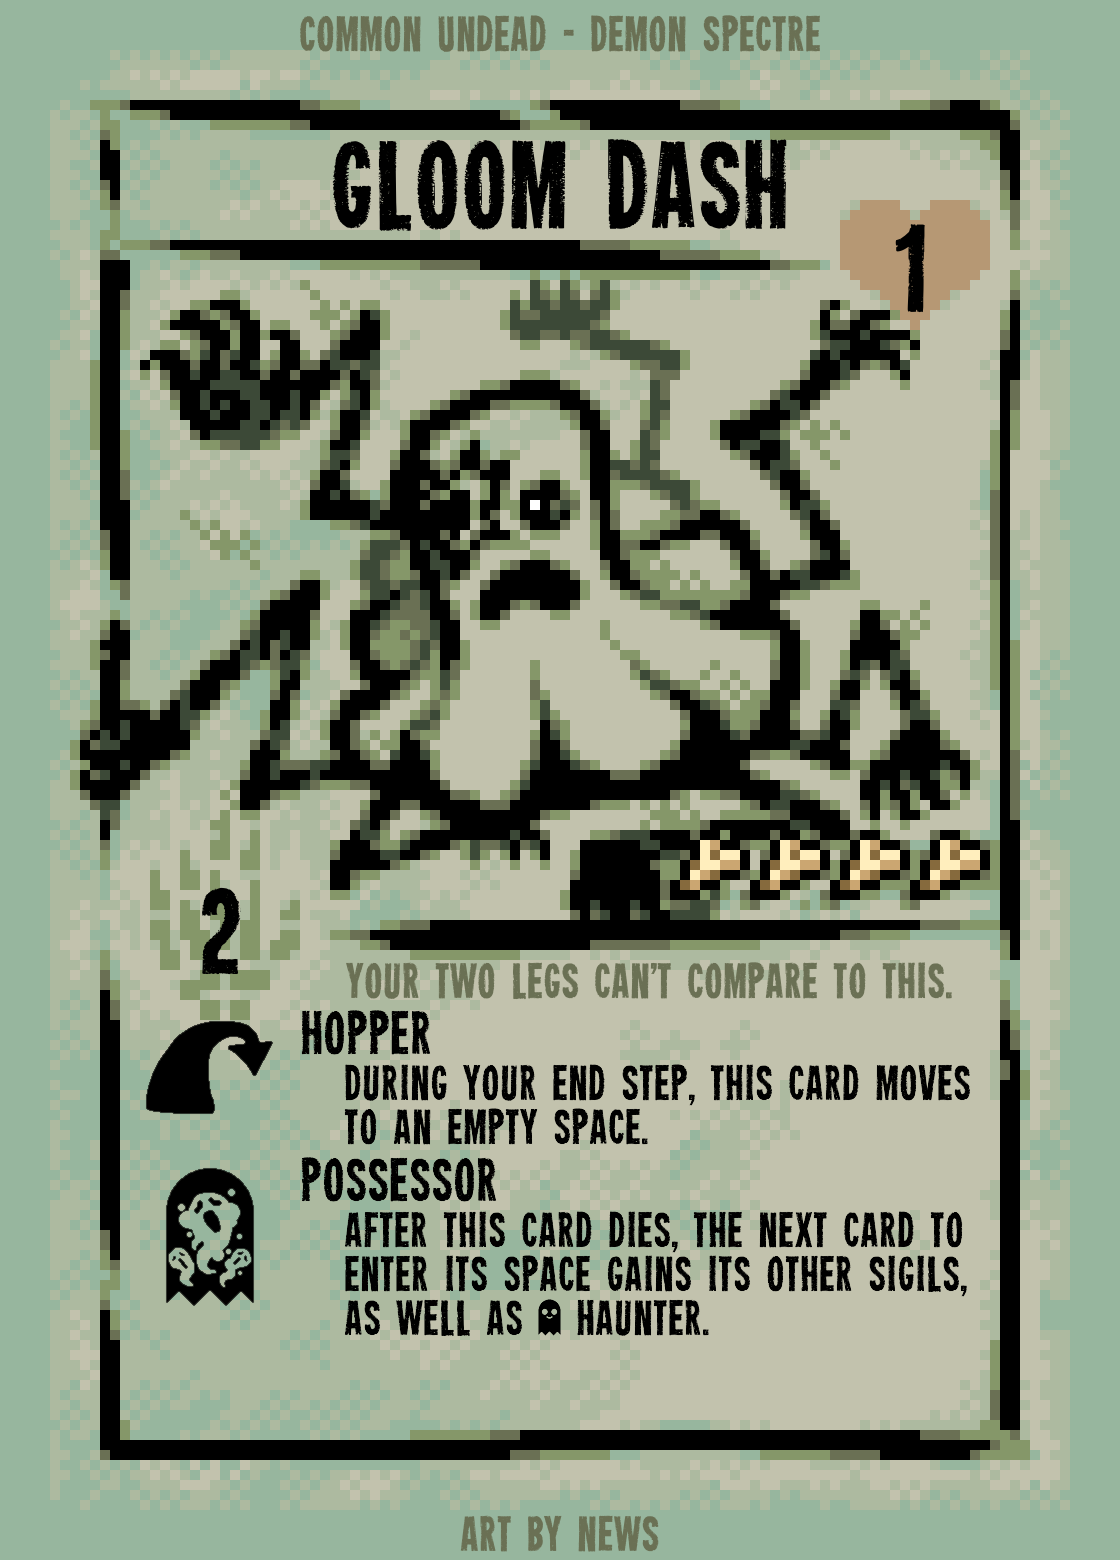 COMMON UNDEAD - DEMON SPECTRE
GLOOM DASH
1
2
YOUR TWO LEGS CAN'T COMPARE TO THIS.
HOPPER
DURING YOUR END STEP, THIS CARD MOVES
TO AN EMPTY SPACE.
POSSESSOR
AFTER THIS CARD DIES, THE NEXT CARD TO
ENTER ITS SPACE GAINS ITS OTHER SIGILS,
AS WELL AS HAUNTER.
ART BY NEWS